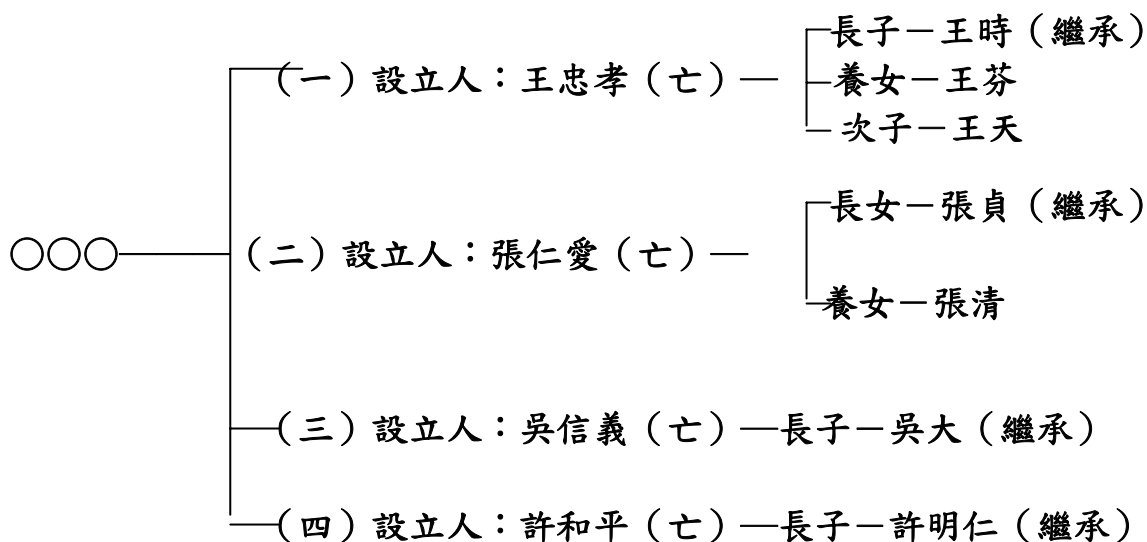 長子－王時（繼承）
（一）設立人：王忠孝（亡）
養女－王芬
次子－王天
長女－張貞（繼承）
○○○
（二）設立人：張仁愛（亡）
養女－張清
（三）設立人：吳信義（亡）—長子－吳大（繼承）
（四）設立人：許和平（亡）—長子－許明仁（繼承）